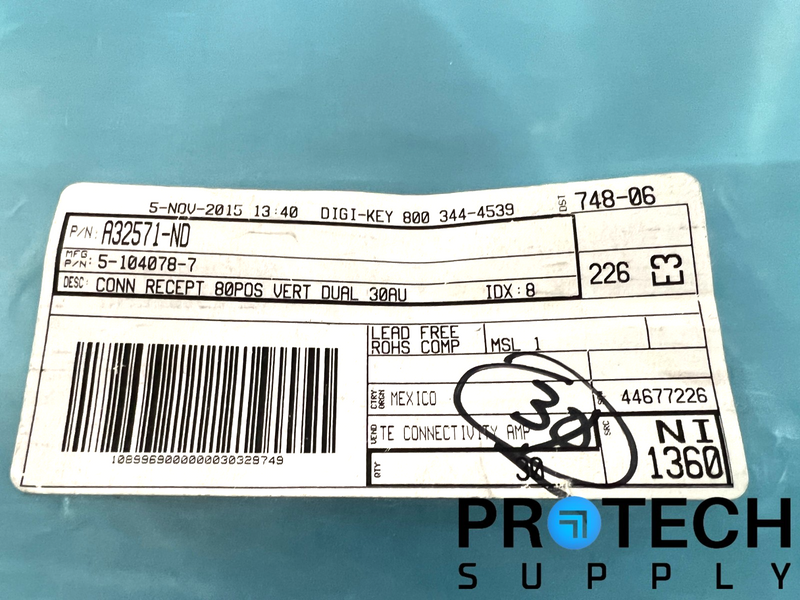 5-NOV-2015 13:40 DIGI-KEY 800 344-4539
DST 748-06
P/N: A32571-ND
MFG P/N: 5-104078-7
226 E3
DESC: CONN RECEPT 80POS VERT DUAL 30AU IDX: 8
LEAD FREE
ROHS COMP
MSL 1
CTRY ORGN MEXICO
44677226
VEND TE CONNECTIVITY AMP
SRC NI
1360
QTY 30
30
1089969000000030329749
PROTECH
SUPPLY